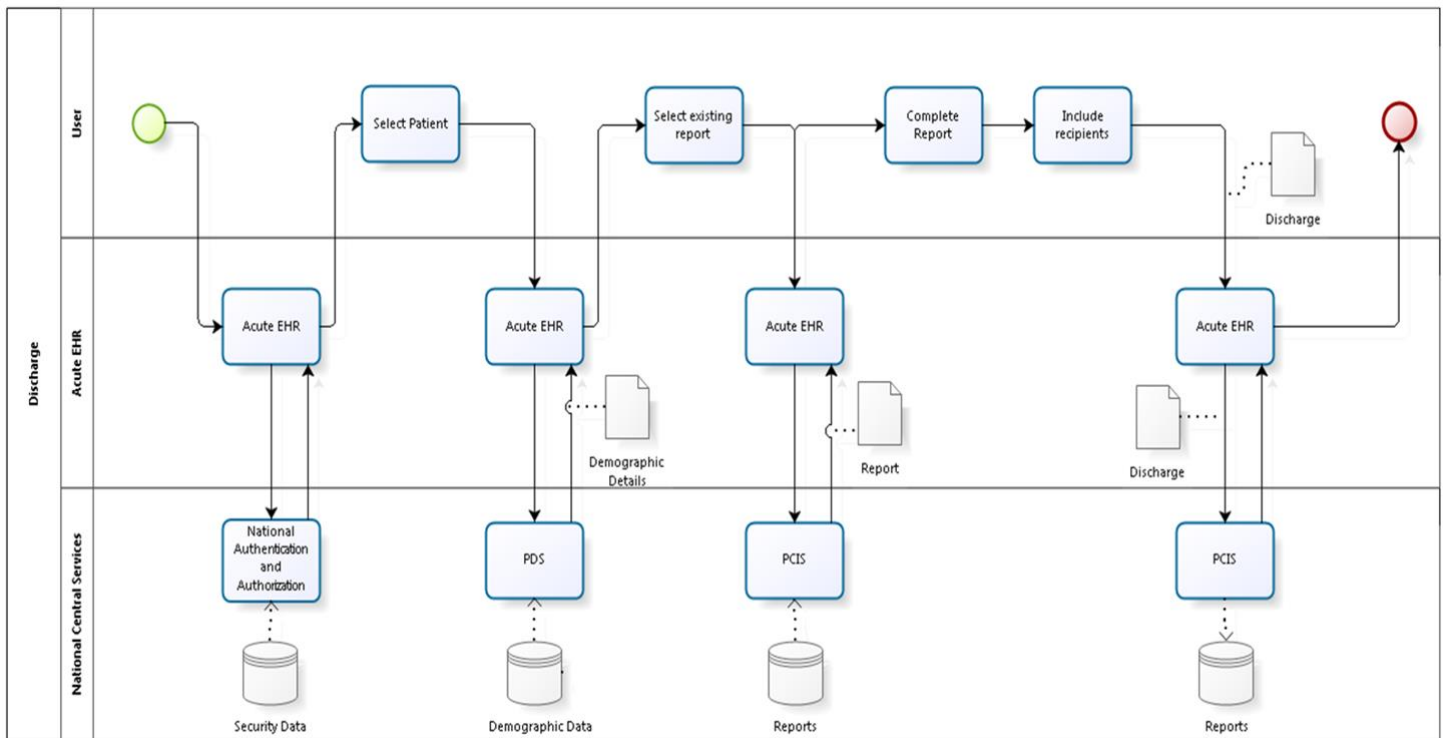 Discharge
User
Select Patient
Select existing
report
Complete
Report
Include
recipients
Discharge
Acute EHR
Acute EHR
Acute EHR
Acute EHR
Acute EHR
Demographic
Details
Report
Discharge
National Central Services
National
Authentication
and
Authorization
PDS
PCIS
PCIS
Security Data
Demographic Data
Reports
Reports